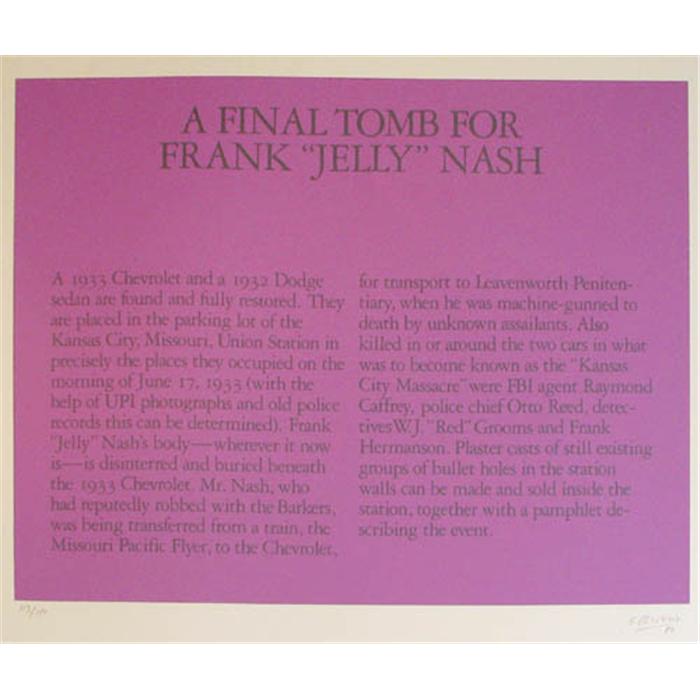 A FINAL TOMB FOR
FRANK “JELLY” NASH
A 1933 Chevrolet and a 1932 Dodge
sedan are found and fully restored. They
are placed in the parking lot of the
Kansas City, Missouri, Union Station in
precisely the places they occupied on the
morning of June 17, 1933 (with the
help of UPI photographs and old police
records this can be determined). Frank
“Jelly” Nash's body—wherever it now
is—is disinterred and buried beneath
the 1933 Chevrolet. Mr. Nash, who
had reputedly robbed with the Barkers,
was being transferred from a train, the
Missouri Pacific Flyer, to the Chevrolet,
for transport to Leavenworth Peniten-
tiary, when he was machine-gunned to
death by unknown assailants. Also
killed in or around the two cars in what
was to become known as the “Kansas
City Massacre” were FBI agent Raymond
Caffrey, police chief Otto Reed, detec-
tives W.J. “Red” Grooms and Frank
Hermanson. Plaster casts of still existing
groups of bullet holes in the station
walls can be made and sold inside the
station, together with a pamphlet de-
scribing the event.